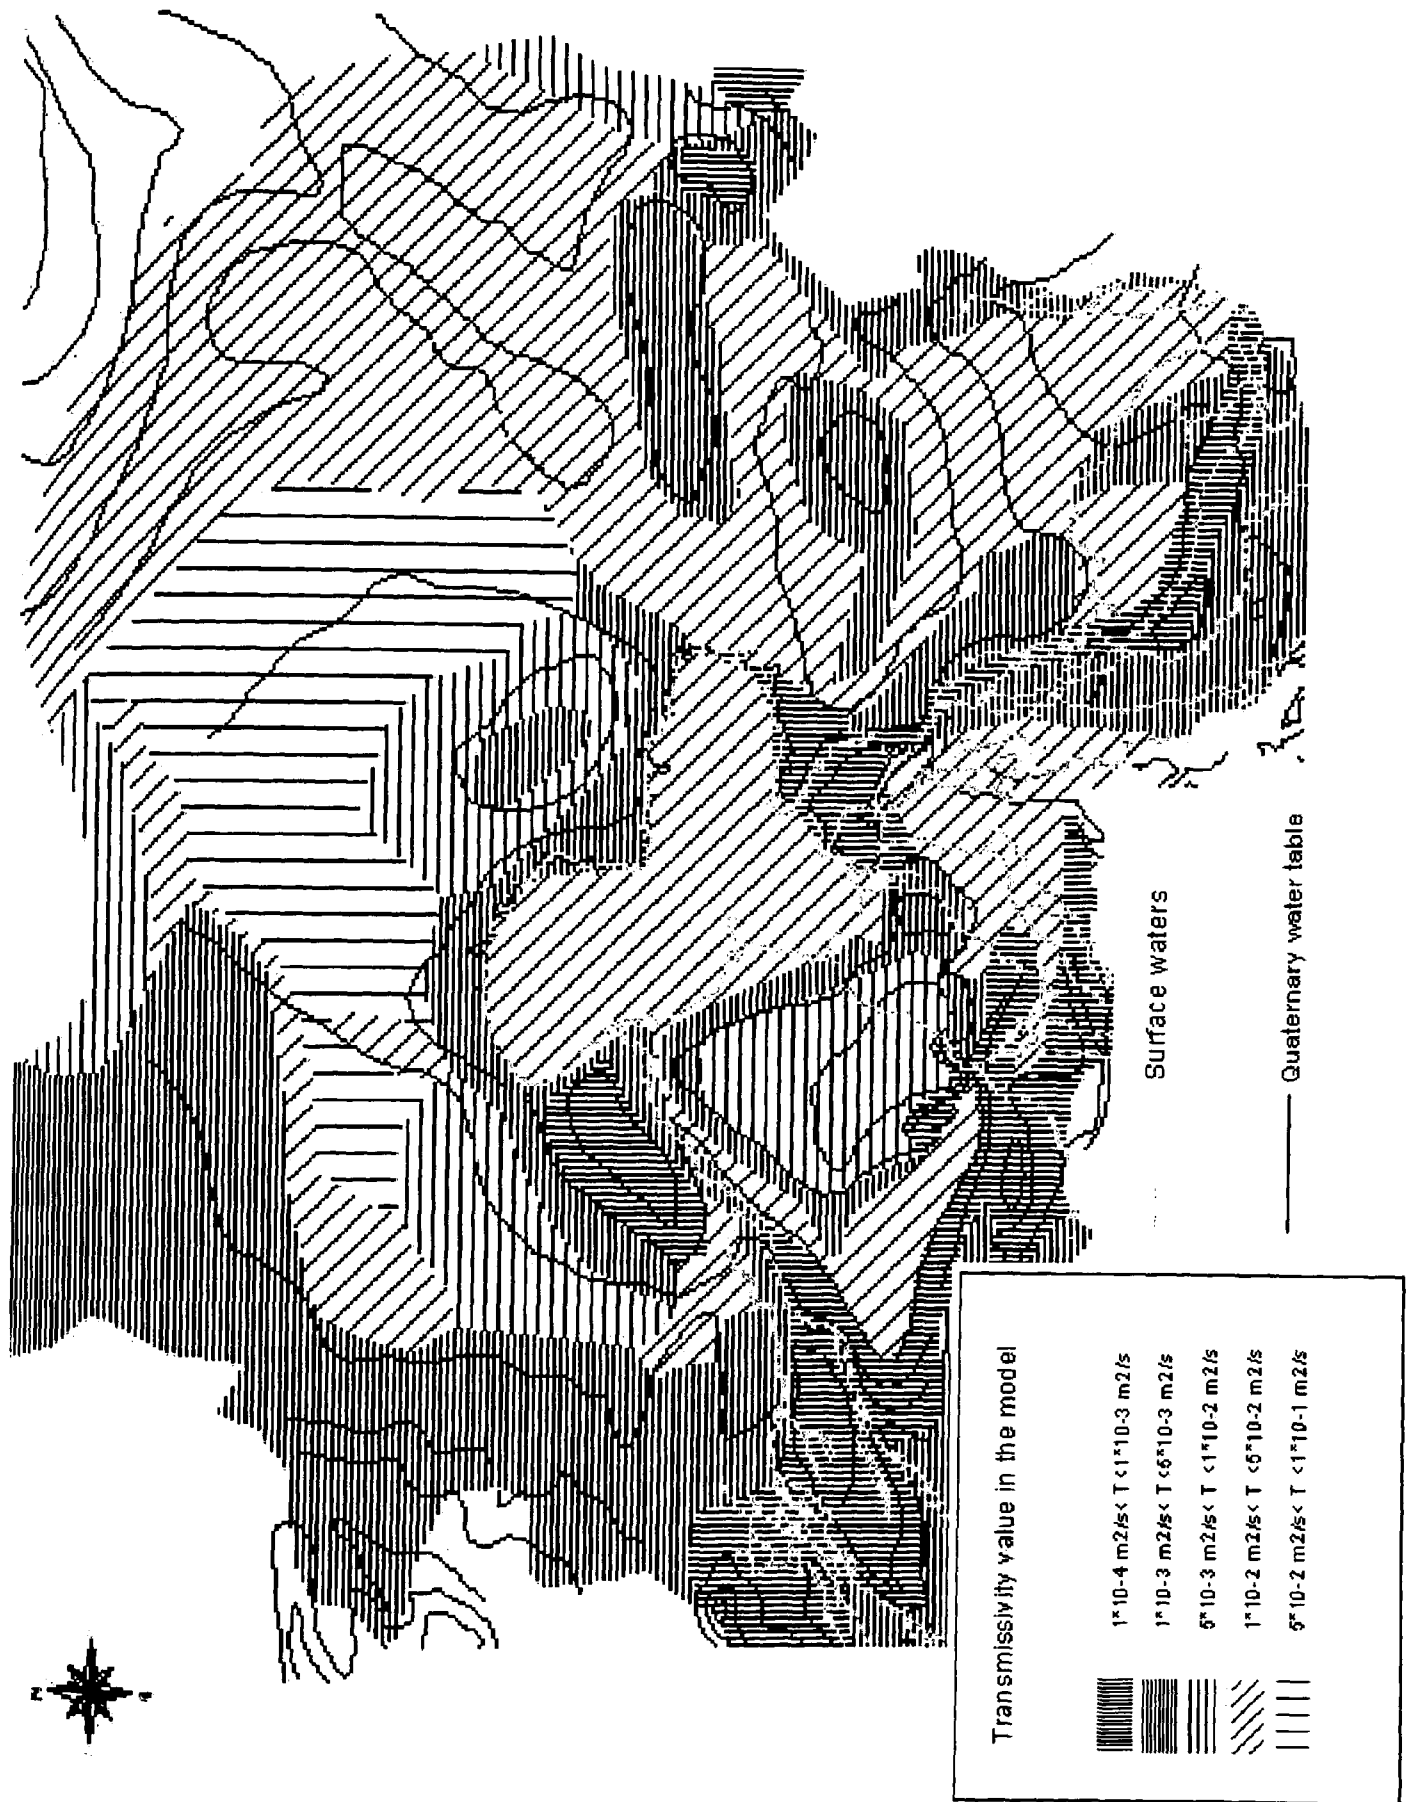 Transmissivity value in the model
1*10-4 m2/s< T <1*10-3 m2/s
1*10-3 m2/s< T <5*10-3 m2/s
5*10-3 m2/s< T <1*10-2 m2/s
1*10-2 m2/s< T <5*10-2 m2/s
5*10-2 m2/s< T <1*10-1 m2/s
Surface waters
Quaternary water table
N